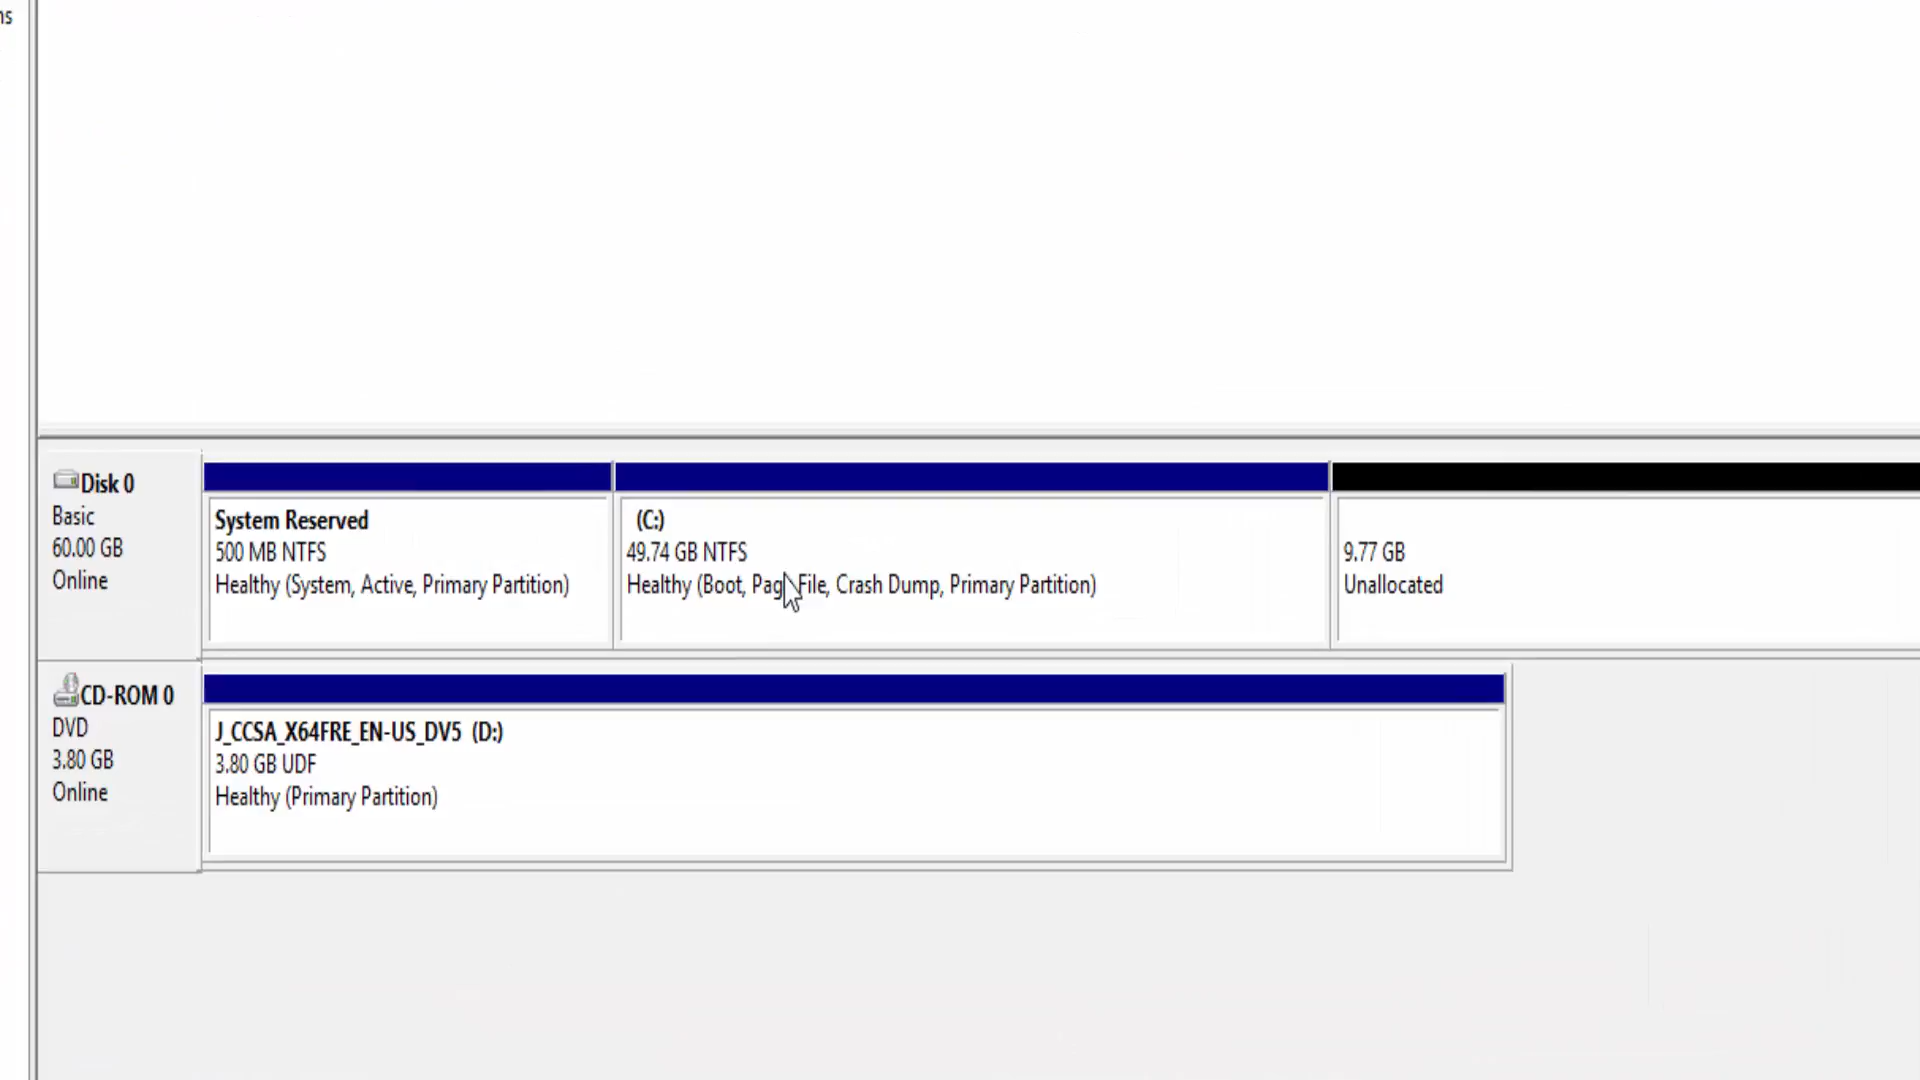 ns
Disk 0
Basic
60.00 GB
Online
System Reserved
500 MB NTFS
Healthy (System, Active, Primary Partition)
(C:)
49.74 GB NTFS
Healthy (Boot, Pag File, Crash Dump, Primary Partition)
9.77 GB
Unallocated
CD-ROM 0
DVD
3.80 GB
Online
J_CCSA_X64FRE_EN-US_DV5 (D:)
3.80 GB UDF
Healthy (Primary Partition)